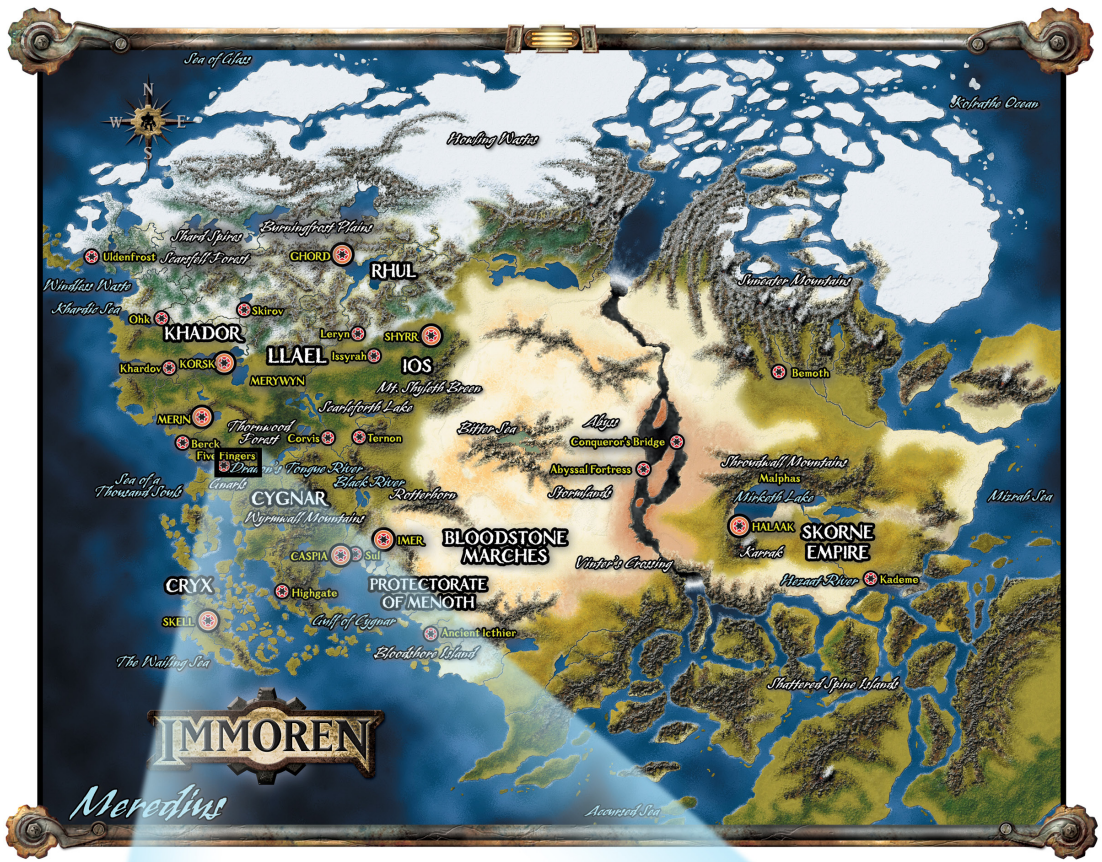 Sea of Glass
Kolrathe Ocean
N
W E
S
Howling Wastes
Shard Spires
Burningfrost Plains
Uldenfrost
Scarsfell Forest
GHORD
RHUL
Windless Waste
Suneater Mountains
Khardic Sea
Ohk
Skirov
KHADOR
Leryn
SHYRR
LLAEL
Issyrah
IOS
Khardov
KORSK
MERYWYN
Mt. Shyleth Breen
Bemoth
Scarleforth Lake
MERIN
Thornwood
Forest
Corvis
Ternon
Berck
Five Fingers
Bitter Sea
Abyss
Conqueror's Bridge
Dragon's Tongue River
Abyssal Fortress
Shroudwall Mountains
Malphas
Sea of a
Thousand Souls
Gnarls
Black River
CYGNAR
Rotterhorn
Stormlands
Mirketh Lake
Mizrah Sea
Wyrmwall Mountains
HALAAK
SKORNE
EMPIRE
IMER
BLOODSTONE
MARCHES
CASPIA
Sul
Karrak
Vinter's Crossing
CRYX
PROTECTORATE
OF MENOTH
Hezaat River
Kademe
Highgate
SKELL
Gulf of Cygnar
Ancient Icthier
Bloodshore Island
The Wailing Sea
Shattered Spine Islands
IMMOREN
Meredius
Accursed Sea